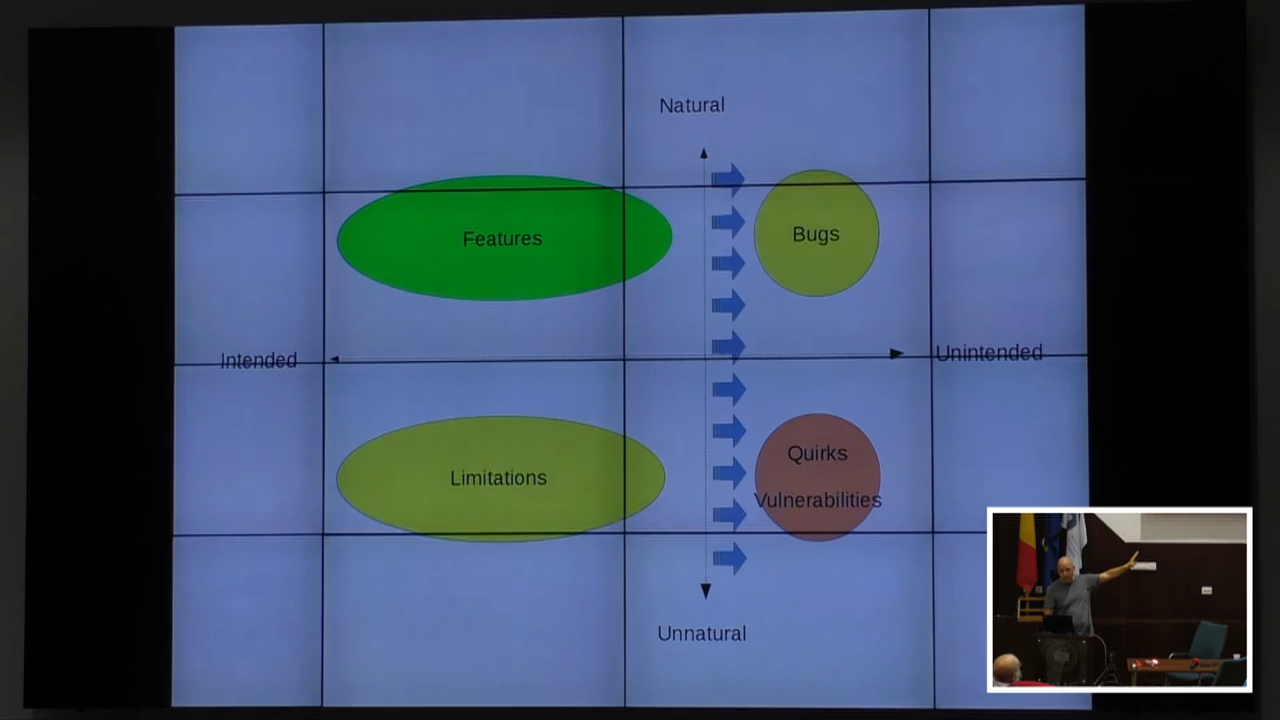 Natural
Features
Bugs
Intended
Unintended
Limitations
Quirks
Vulnerabilities
Unnatural